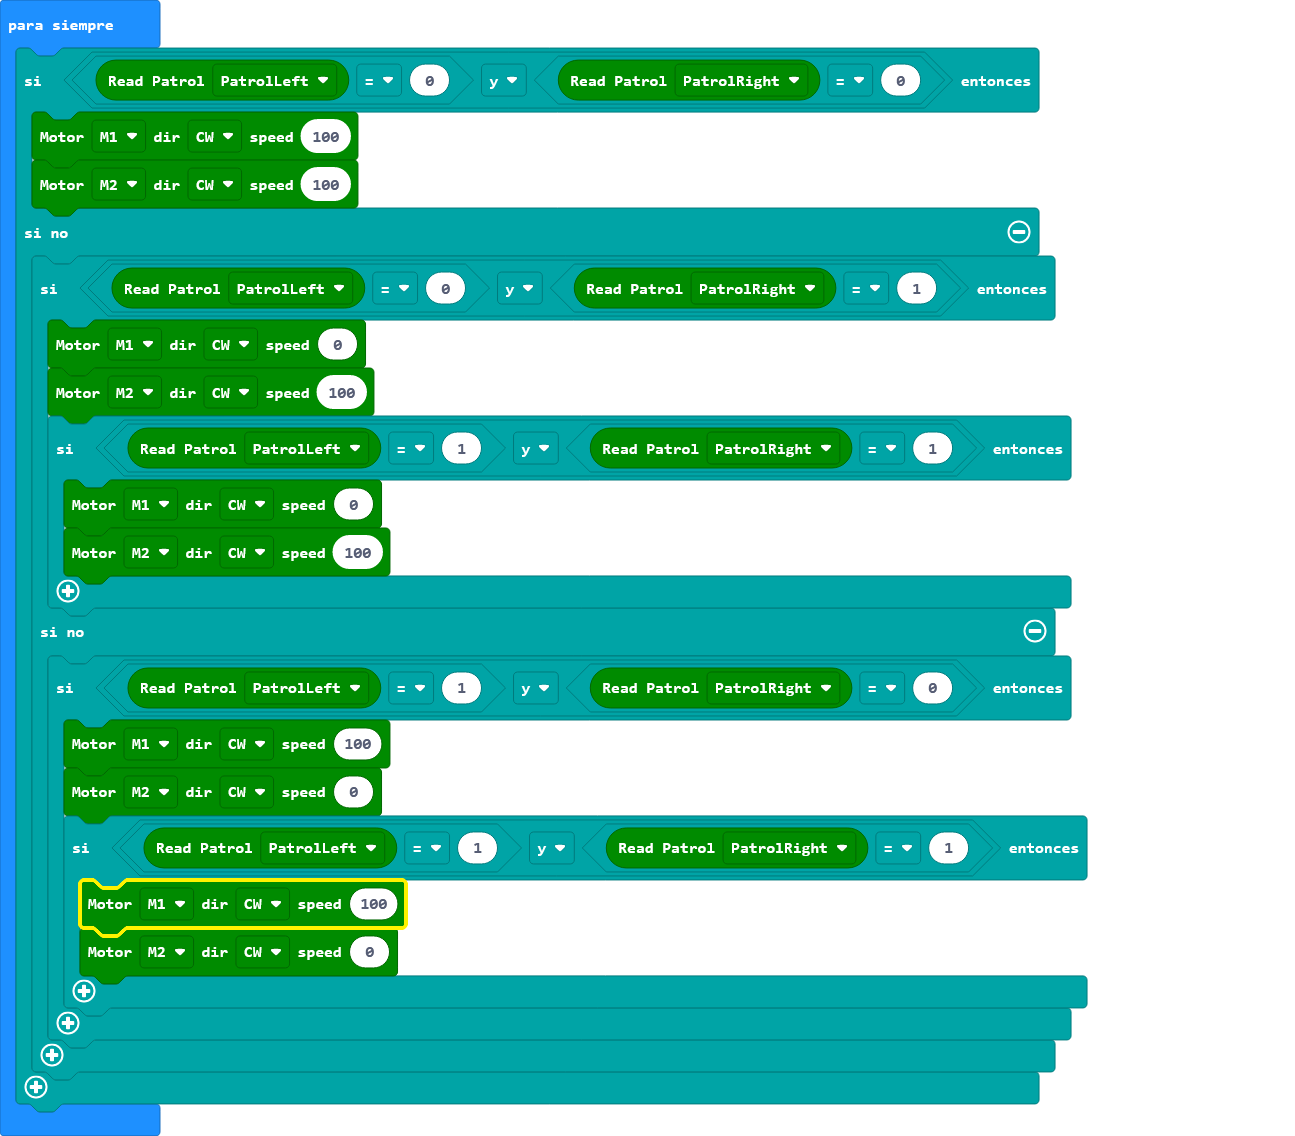 para siempre
si Read Patrol PatrolLeft = 0 y Read Patrol PatrolRight = 0 entonces
Motor M1 dir CW speed 100
Motor M2 dir CW speed 100
si no
si Read Patrol PatrolLeft = 0 y Read Patrol PatrolRight = 1 entonces
Motor M1 dir CW speed 0
Motor M2 dir CW speed 100
si Read Patrol PatrolLeft = 1 y Read Patrol PatrolRight = 1 entonces
Motor M1 dir CW speed 0
Motor M2 dir CW speed 100
si no
si Read Patrol PatrolLeft = 1 y Read Patrol PatrolRight = 0 entonces
Motor M1 dir CW speed 100
Motor M2 dir CW speed 0
si Read Patrol PatrolLeft = 1 y Read Patrol PatrolRight = 1 entonces
Motor M1 dir CW speed 100
Motor M2 dir CW speed 0